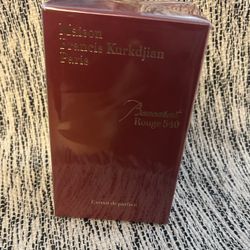 Maison
Francis Kurkdjian
Paris
Baccarat
Rouge 540
Extrait de parfum